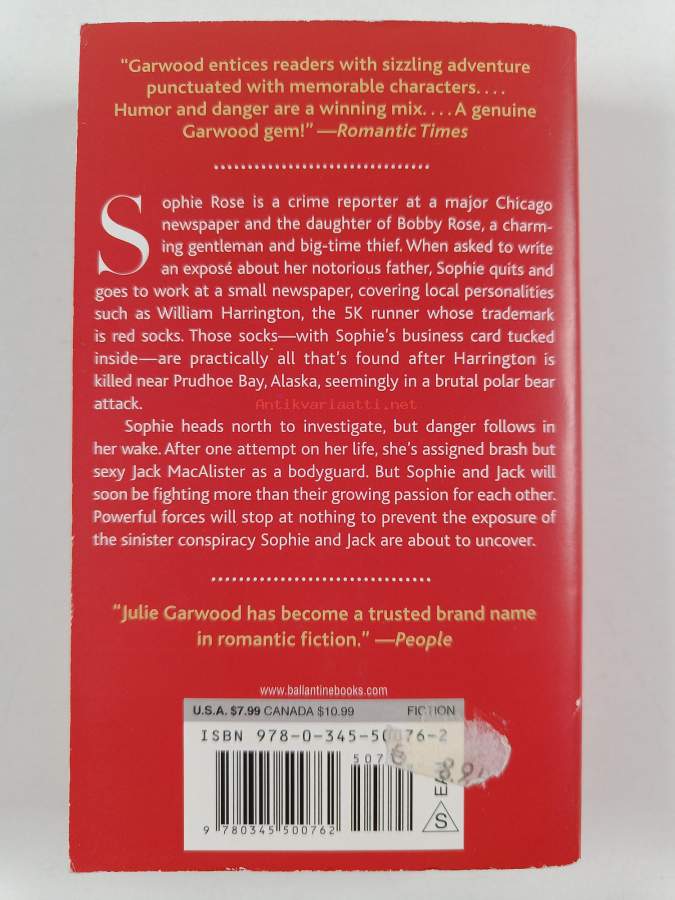 “Garwood entices readers with sizzling adventure
punctuated with memorable characters. . . .
Humor and danger are a winning mix. . . . A genuine
Garwood gem!” —Romantic Times
Sophie Rose is a crime reporter at a major Chicago
newspaper and the daughter of Bobby Rose, a charm-
ing gentleman and big-time thief. When asked to write
an exposé about her notorious father, Sophie quits and
goes to work at a small newspaper, covering local personalities
such as William Harrington, the 5K runner whose trademark
is red socks. Those socks—with Sophie’s business card tucked
inside—are practically all that’s found after Harrington is
killed near Prudhoe Bay, Alaska, seemingly in a brutal polar bear
attack.
Antikvariaatti.net
Sophie heads north to investigate, but danger follows in
her wake. After one attempt on her life, she’s assigned brash but
sexy Jack MacAlister as a bodyguard. But Sophie and Jack will
soon be fighting more than their growing passion for each other.
Powerful forces will stop at nothing to prevent the exposure of
the sinister conspiracy Sophie and Jack are about to uncover.
“Julie Garwood has become a trusted brand name
in romantic fiction.” —People
www.ballantinebooks.com
U.S.A. $7.99 CANADA $10.99 FICTION
ISBN 978-0-345-50076-2
507
9 780345 500762
S